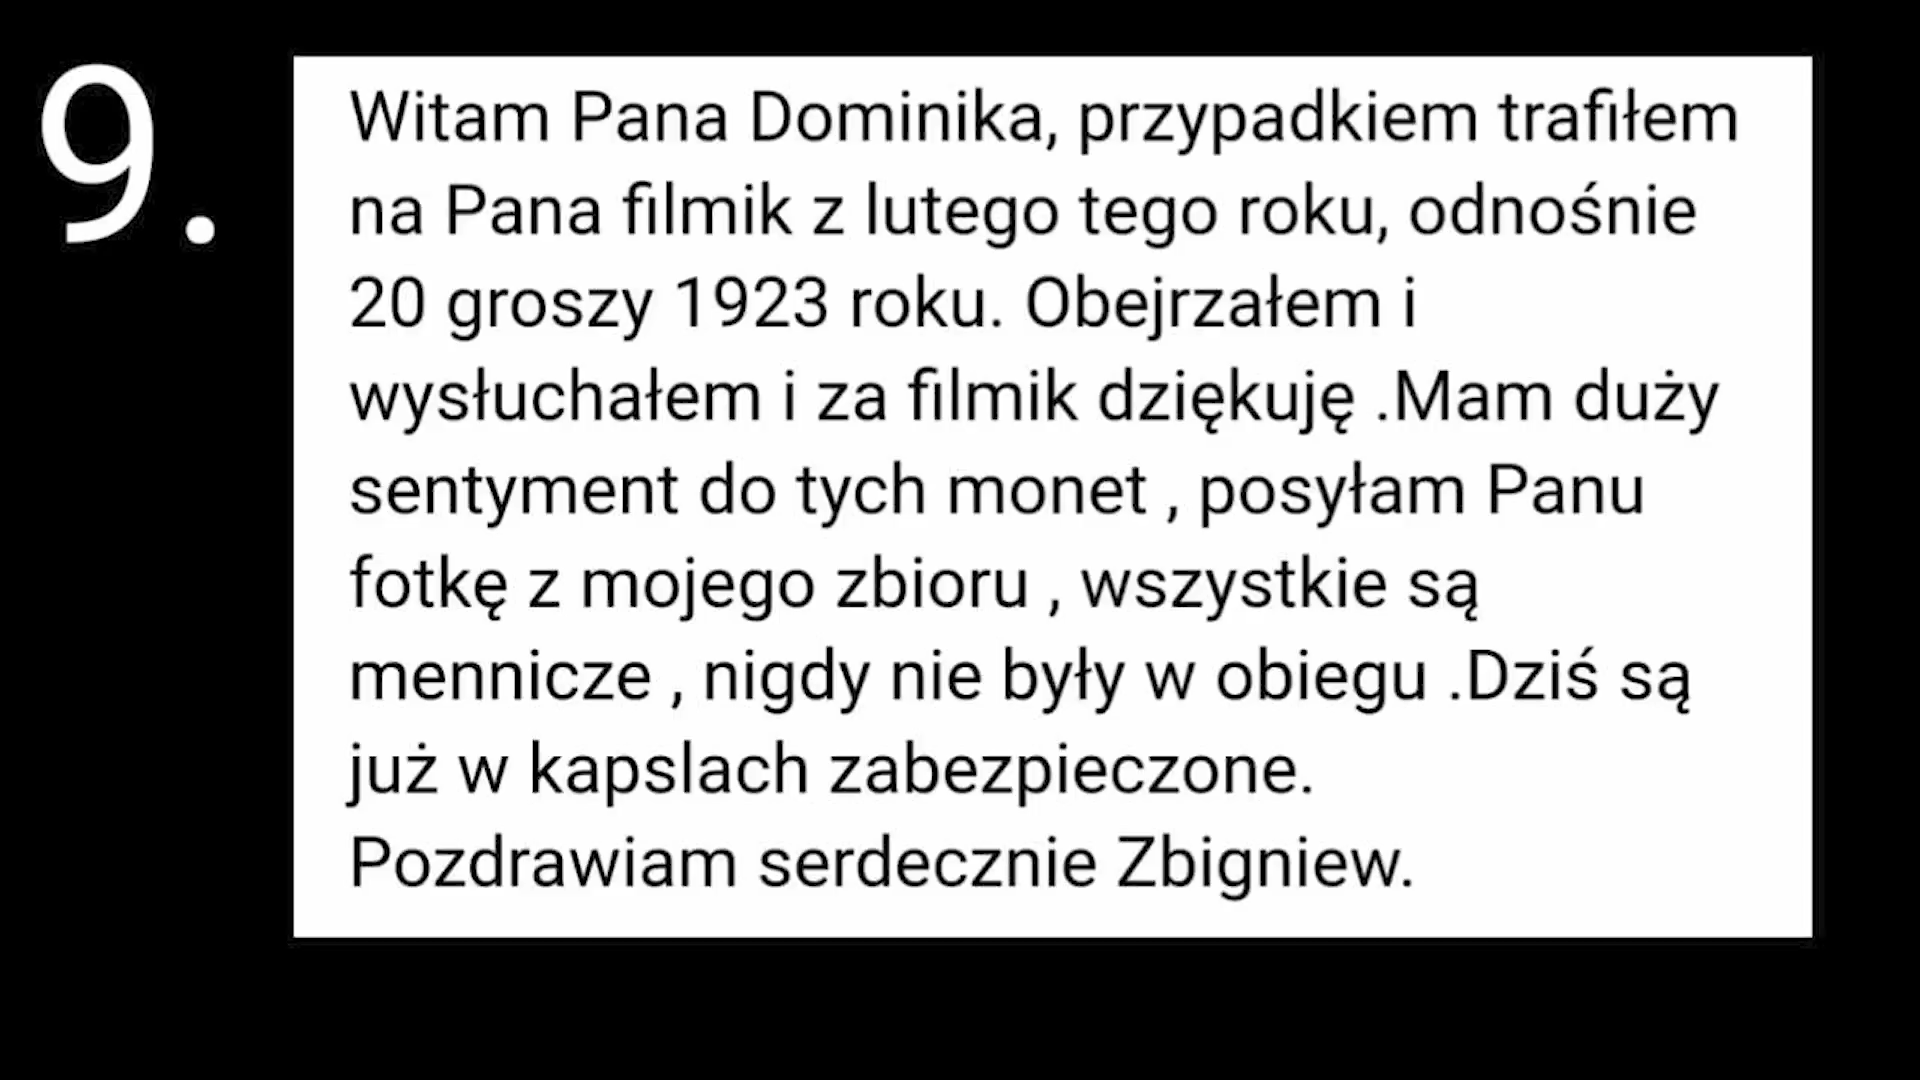 9.
Witam Pana Dominika, przypadkiem trafiłem
na Pana filmik z lutego tego roku, odnośnie
20 groszy 1923 roku. Obejrzałem i
wysłuchałem i za filmik dziękuję .Mam duży
sentyment do tych monet , posyłam Panu
fotkę z mojego zbioru , wszystkie są
mennicze , nigdy nie były w obiegu .Dziś są
już w kapslach zabezpieczone.
Pozdrawiam serdecznie Zbigniew.